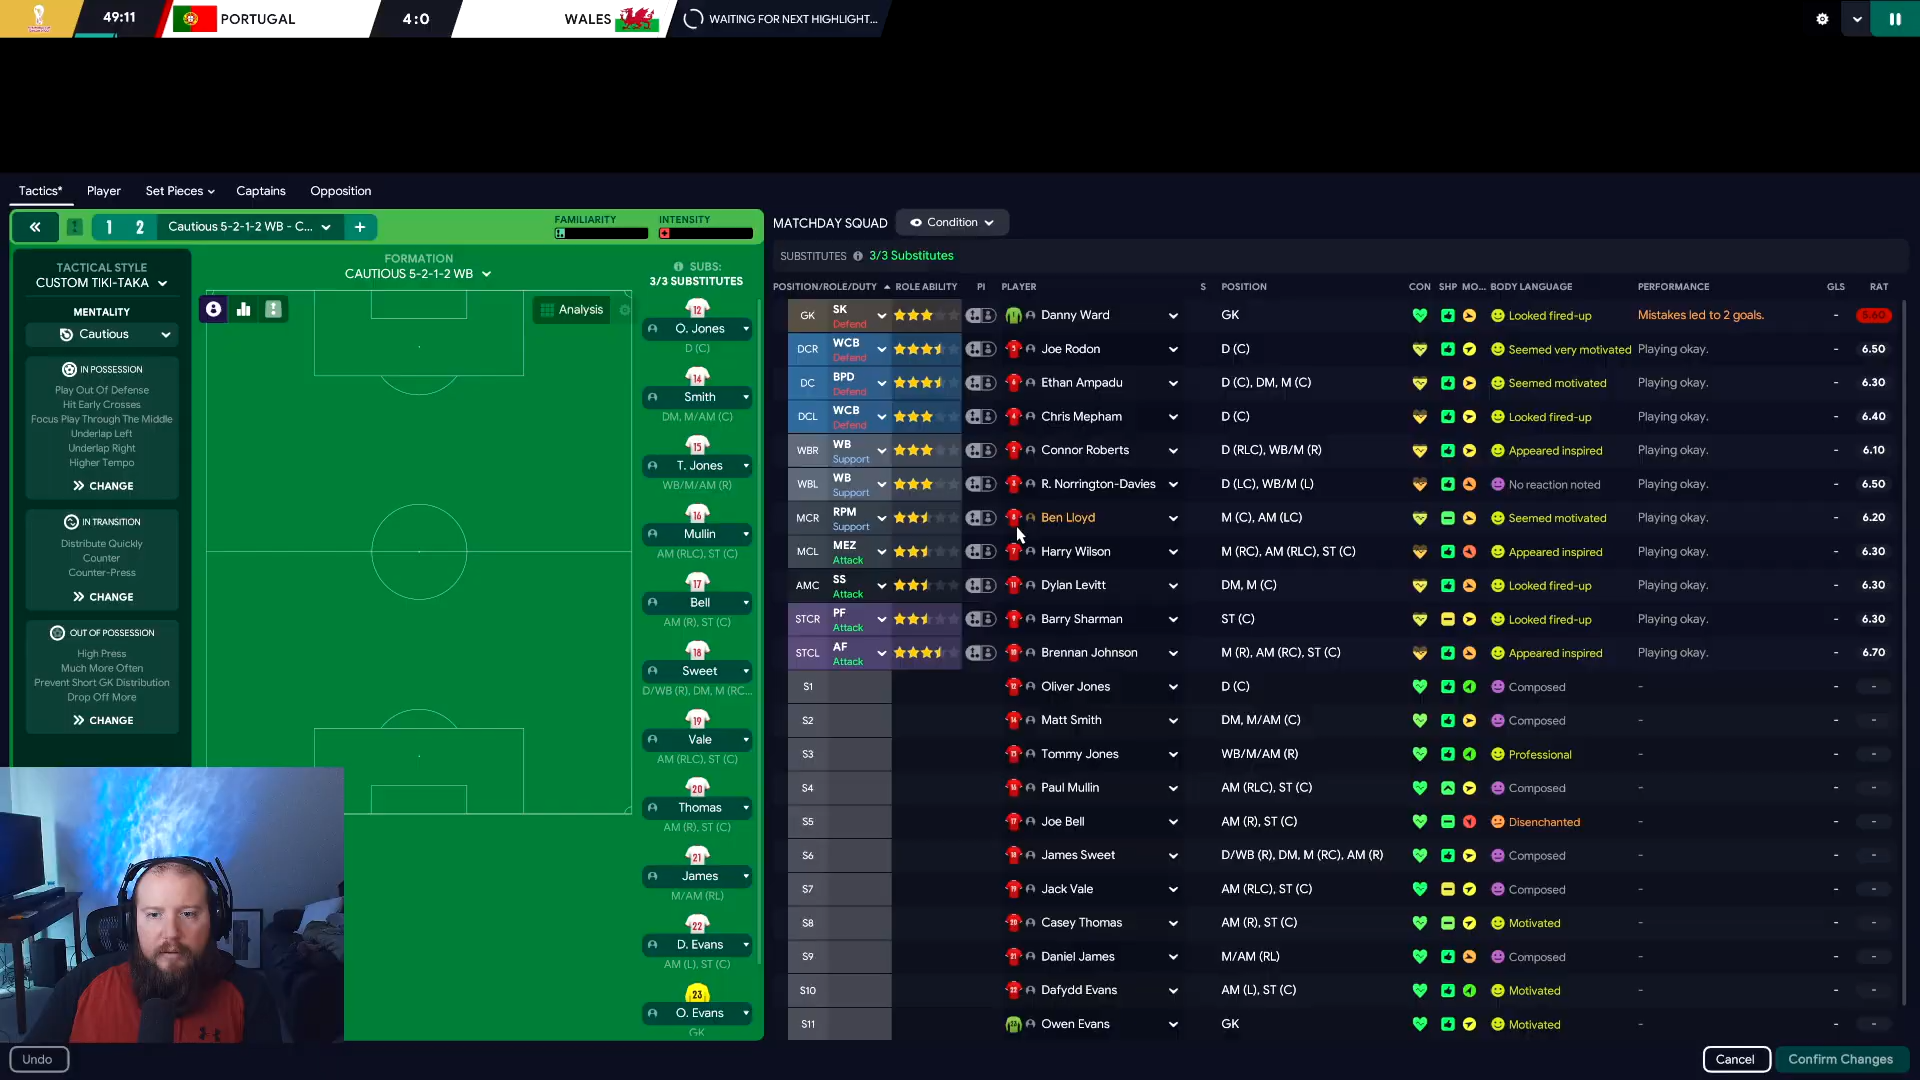 49:11
PORTUGAL
4 : 0
WALES
WAITING FOR NEXT HIGHLIGHT...
Tactics*
Player
Set Pieces
Captains
Opposition
1
2
Cautious 5-2-1-2 WB - C...
+
FAMILIARITY
INTENSITY
TACTICAL STYLE
CUSTOM TIKI-TAKA
MENTALITY
Cautious
IN POSSESSION
Play Out Of Defense
Hit Early Crosses
Focus Play Through The Middle
Underlap Left
Underlap Right
Higher Tempo
CHANGE
IN TRANSITION
Distribute Quickly
Counter
Counter-Press
CHANGE
OUT OF POSSESSION
High Press
Much More Often
Prevent Short GK Distribution
Drop Off More
CHANGE
FORMATION
CAUTIOUS 5-2-1-2 WB
Analysis
SUBS:
3/3 SUBSTITUTES
12
O. Jones
D (C)
14
Smith
DM, M/AM (C)
15
T. Jones
WB/M/AM (R)
16
Mullin
AM (RLC), ST (C)
17
Bell
AM (R), ST (C)
18
Sweet
D/WB (R), DM, M (RC...
19
Vale
AM (RLC), ST (C)
20
Thomas
AM (R), ST (C)
21
James
M/AM (RL)
22
D. Evans
AM (L), ST (C)
23
O. Evans
GK
MATCHDAY SQUAD
Condition
SUBSTITUTES 3/3 Substitutes
POSITION/ROLE/DUTY ROLE ABILITY PI PLAYER S POSITION CON SHP MO... BODY LANGUAGE PERFORMANCE GLS RAT
GK SK Defend Danny Ward GK Looked fired-up Mistakes led to 2 goals. - 5.60
DCR WCB Defend Joe Rodon D (C) Seemed very motivated Playing okay. - 6.50
DC BPD Defend Ethan Ampadu D (C), DM, M (C) Seemed motivated Playing okay. - 6.30
DCL WCB Defend Chris Mepham D (C) Looked fired-up Playing okay. - 6.40
WBR WB Support Connor Roberts D (RLC), WB/M (R) Appeared inspired Playing okay. - 6.10
WBL WB Support R. Norrington-Davies D (LC), WB/M (L) No reaction noted Playing okay. - 6.50
MCR RPM Support Ben Lloyd M (C), AM (LC) Seemed motivated Playing okay. - 6.20
MCL MEZ Attack Harry Wilson M (RC), AM (RLC), ST (C) Appeared inspired Playing okay. - 6.30
AMC SS Attack Dylan Levitt DM, M (C) Looked fired-up Playing okay. - 6.30
STCR PF Attack Barry Sharman ST (C) Looked fired-up Playing okay. - 6.30
STCL AF Attack Brennan Johnson M (R), AM (RC), ST (C) Appeared inspired Playing okay. - 6.70
S1 Oliver Jones D (C) Composed - - -
S2 Matt Smith DM, M/AM (C) Composed - - -
S3 Tommy Jones WB/M/AM (R) Professional - - -
S4 Paul Mullin AM (RLC), ST (C) Composed - - -
S5 Joe Bell AM (R), ST (C) Disenchanted - - -
S6 James Sweet D/WB (R), DM, M (RC), AM (R) Composed - - -
S7 Jack Vale AM (RLC), ST (C) Composed - - -
S8 Casey Thomas AM (R), ST (C) Motivated - - -
S9 Daniel James M/AM (RL) Composed - - -
S10 Dafydd Evans AM (L), ST (C) Motivated - - -
S11 Owen Evans GK Motivated - - -
Undo
Cancel
Confirm Changes